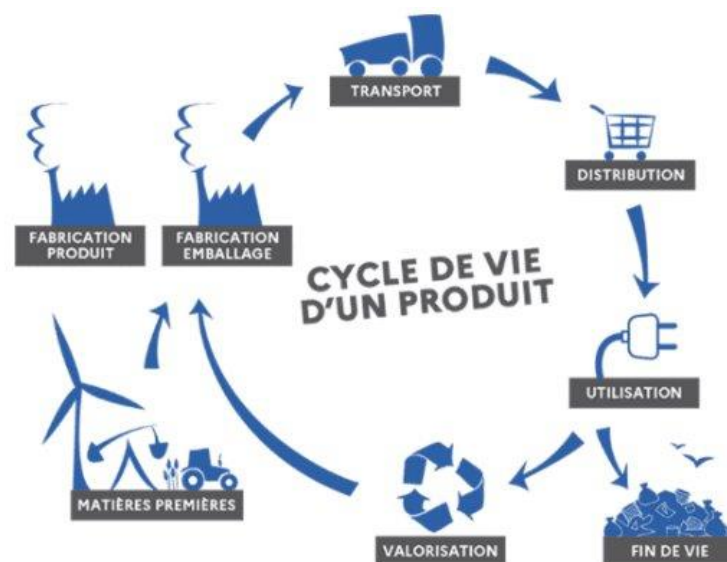 TRANSPORT
DISTRIBUTION
FABRICATION
PRODUIT
FABRICATION
EMBALLAGE
CYCLE DE VIE
D'UN PRODUIT
UTILISATION
MATIÈRES PREMIÈRES
VALORISATION
FIN DE VIE